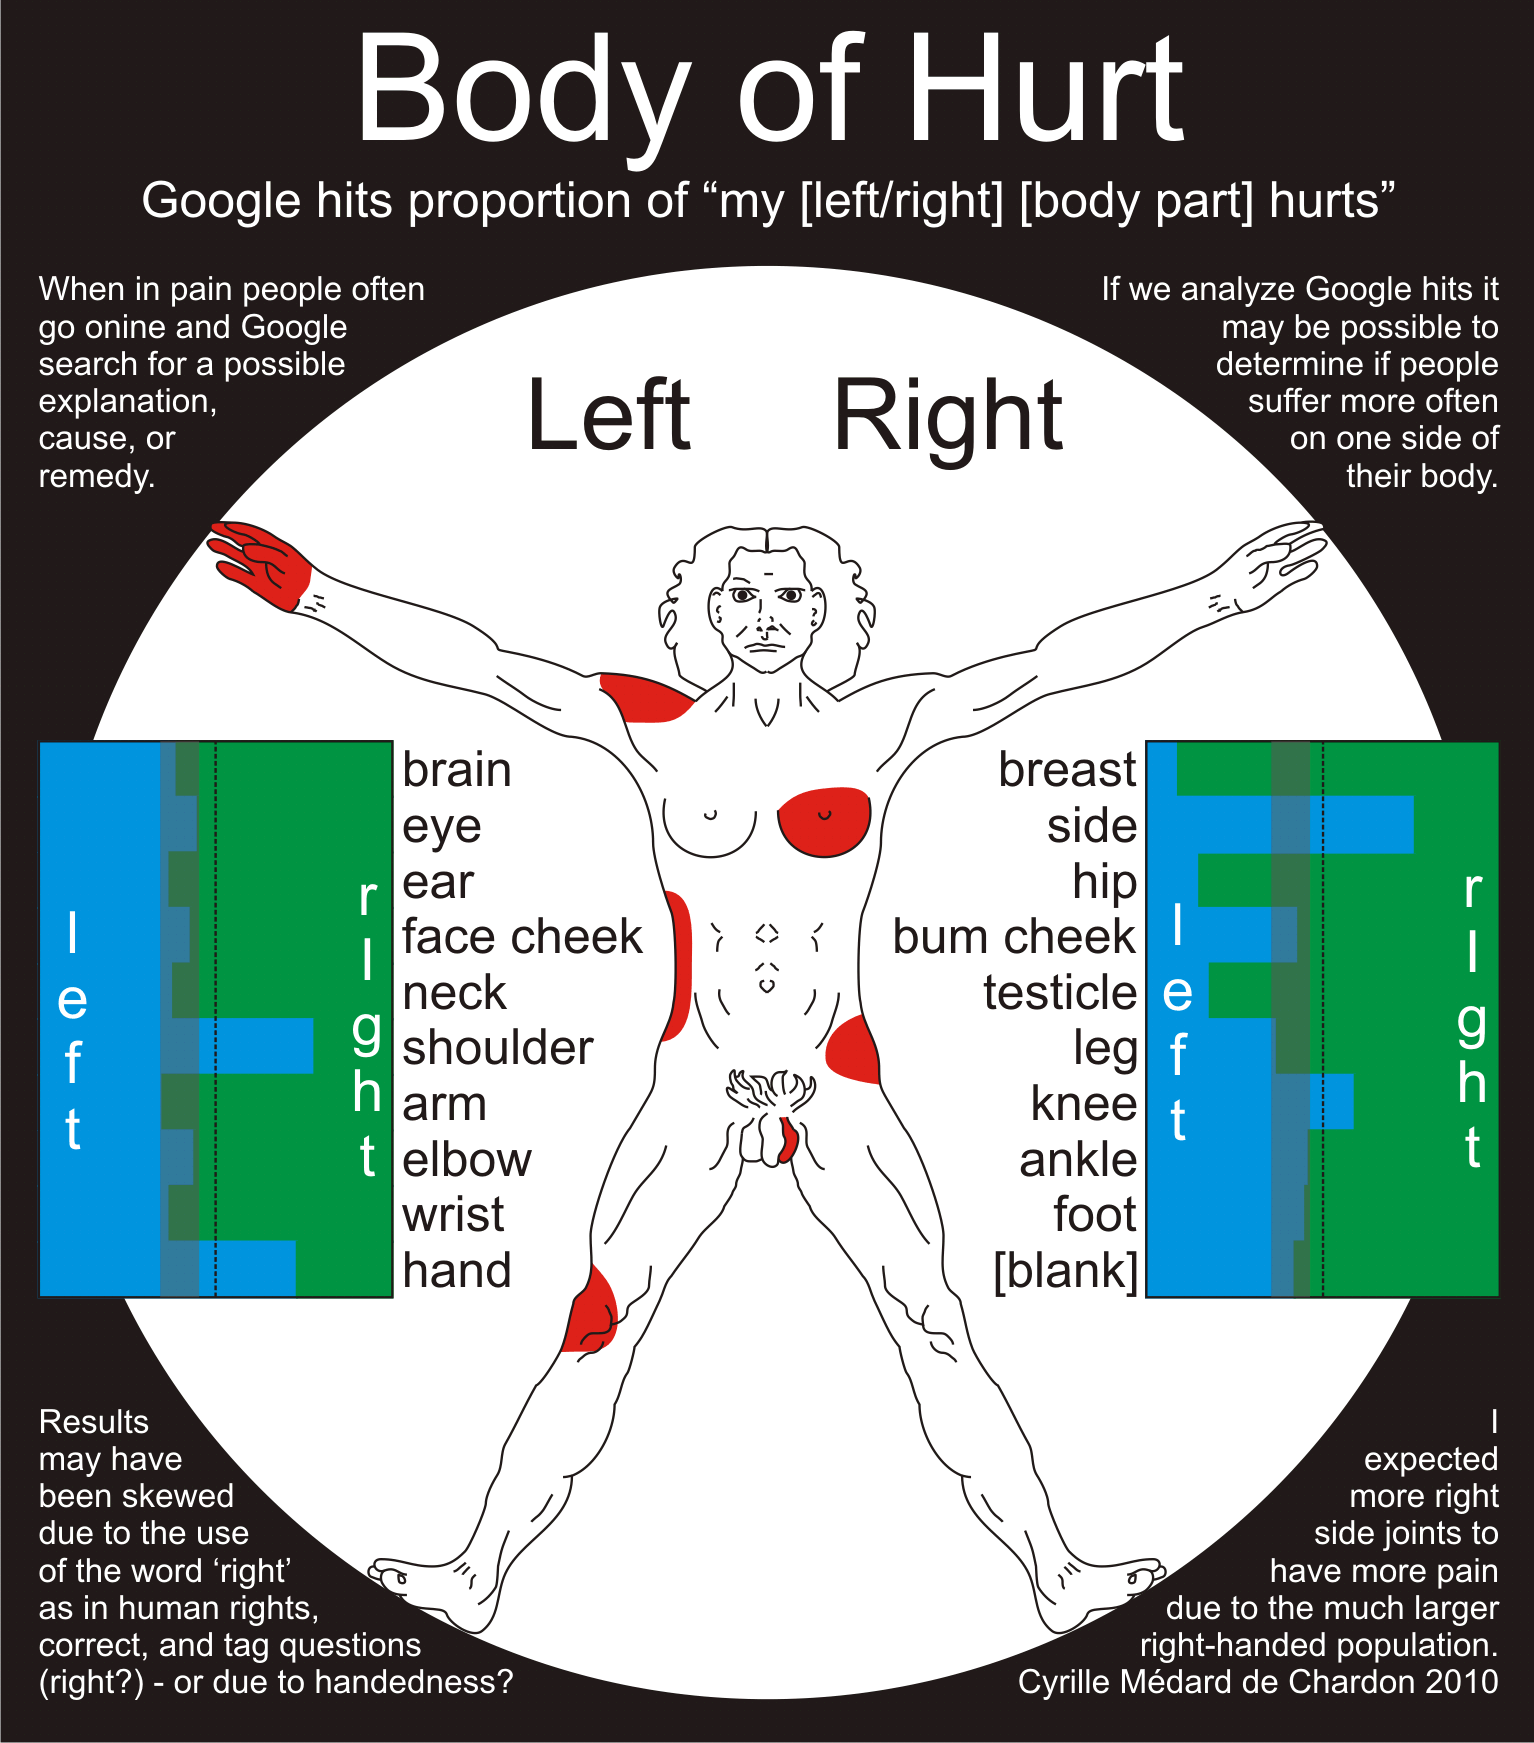 Body of Hurt
Google hits proportion of “my [left/right] [body part] hurts”
When in pain people often
go onine and Google
search for a possible
explanation,
cause, or
remedy.
If we analyze Google hits it
may be possible to
determine if people
suffer more often
on one side of
their body.
Left Right
left
right
brain
eye
ear
face cheek
neck
shoulder
arm
elbow
wrist
hand
breast
side
hip
bum cheek
testicle
leg
knee
ankle
foot
[blank]
left
right
Results
may have
been skewed
due to the use
of the word ‘right’
as in human rights,
correct, and tag questions
(right?) - or due to handedness?
I
expected
more right
side joints to
have more pain
due to the much larger
right-handed population.
Cyrille Médard de Chardon 2010